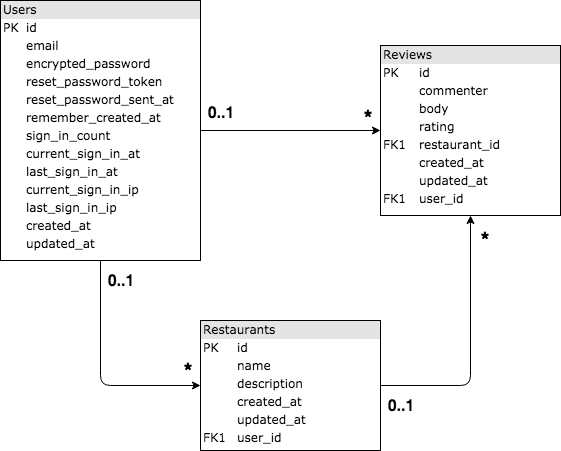 Users
PK id
email
encrypted_password
reset_password_token
reset_password_sent_at
remember_created_at
sign_in_count
current_sign_in_at
last_sign_in_at
current_sign_in_ip
last_sign_in_ip
created_at
updated_at
0..1
*
Reviews
PK id
commenter
body
rating
FK1 restaurant_id
created_at
updated_at
FK1 user_id
0..1
*
Restaurants
PK id
name
description
created_at
updated_at
FK1 user_id
0..1
*